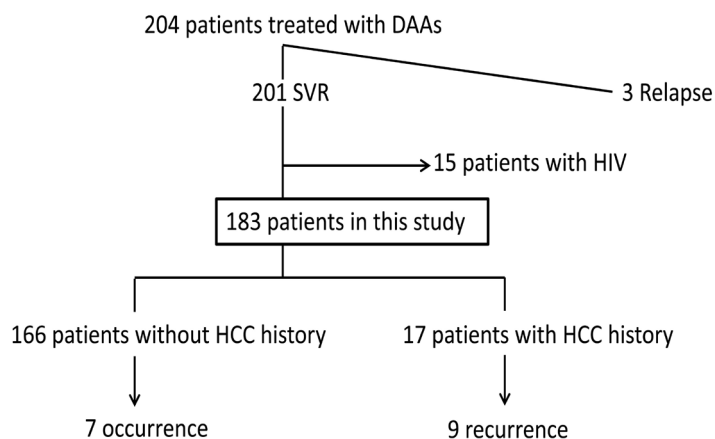 204 patients treated with DAAs
201 SVR
3 Relapse
15 patients with HIV
183 patients in this study
166 patients without HCC history
17 patients with HCC history
7 occurrence
9 recurrence